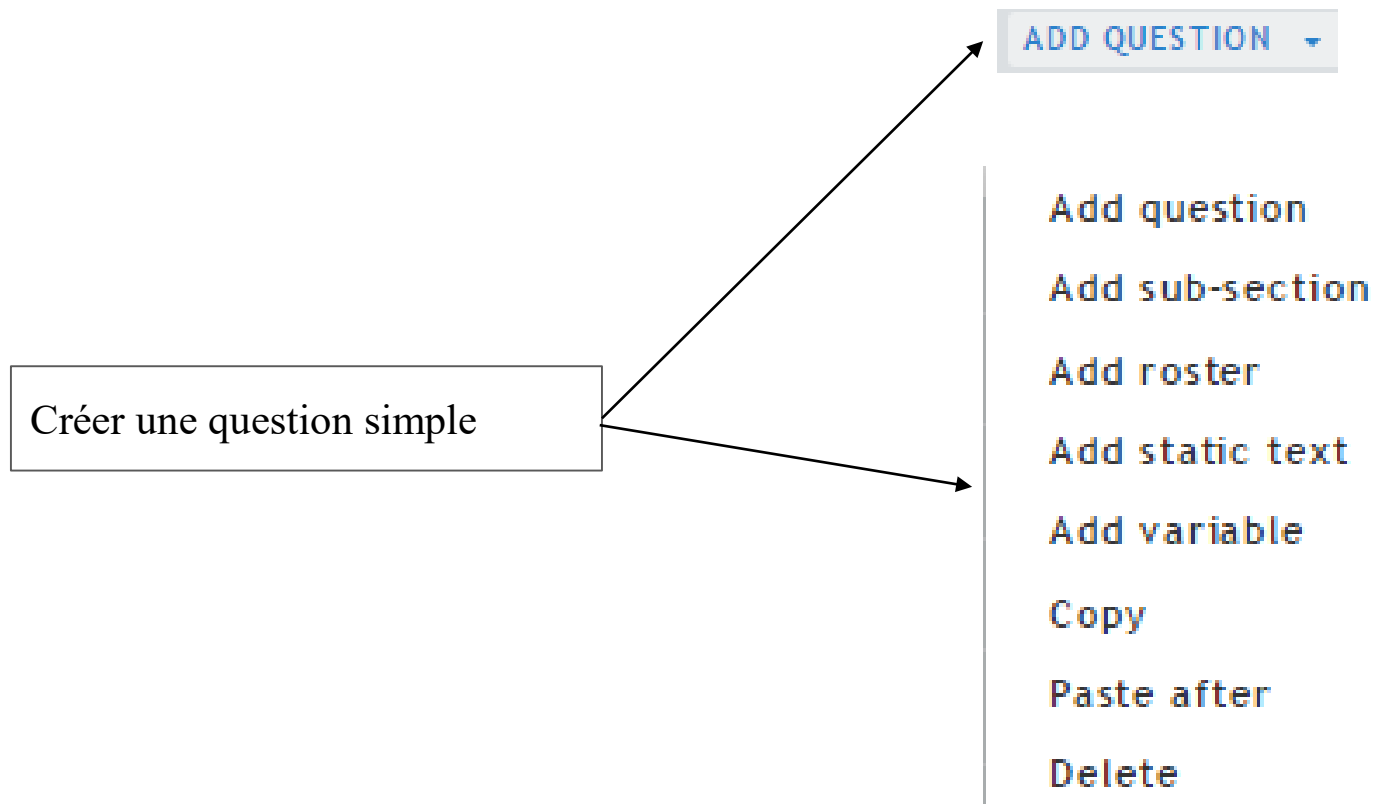 ADD QUESTION
Add question
Add sub-section
Add roster
Créer une question simple
Add static text
Add variable
Copy
Paste after
Delete